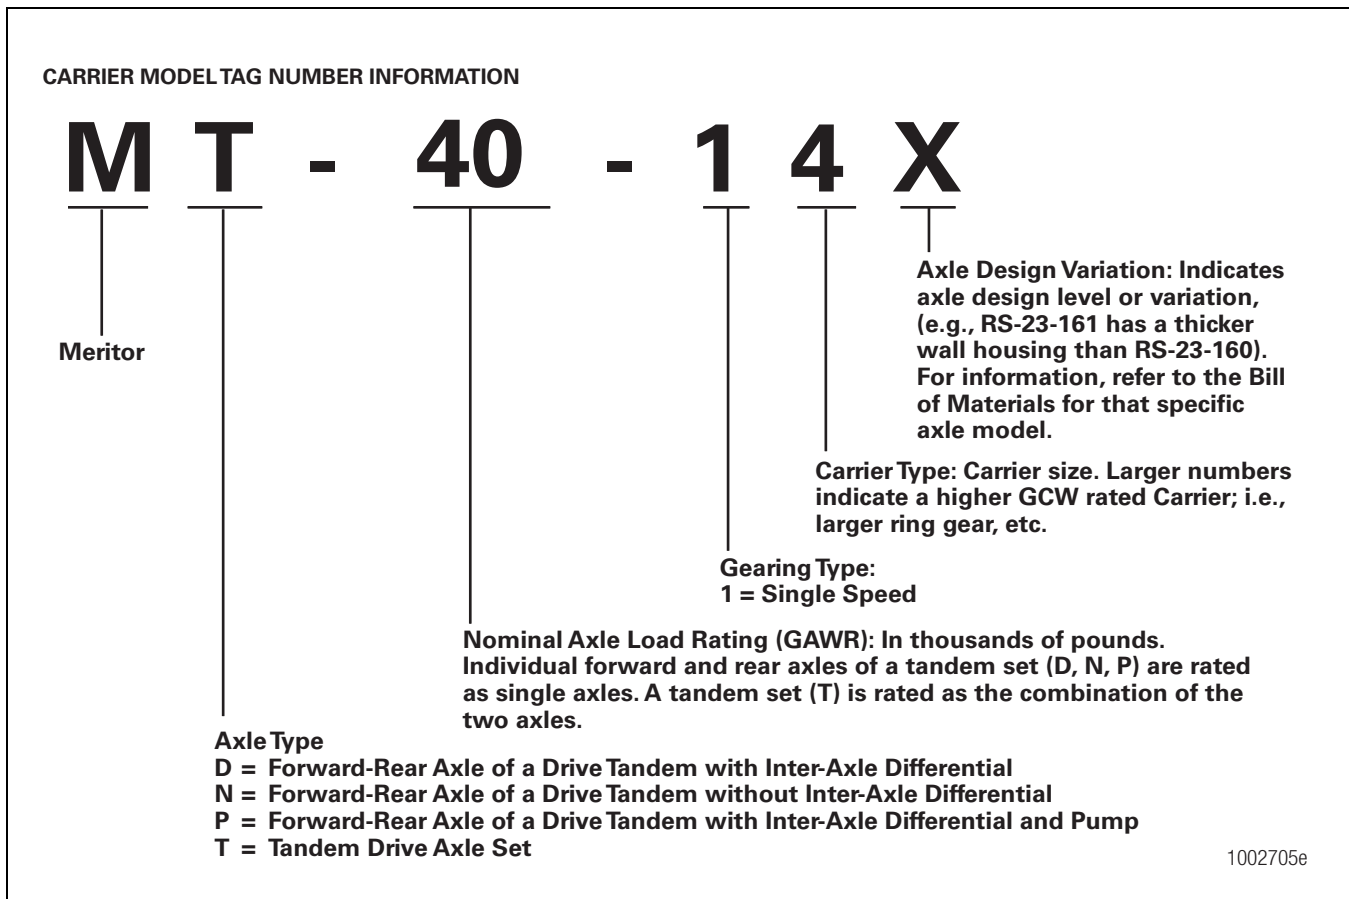 CARRIER MODEL TAG NUMBER INFORMATION
M T - 40 - 1 4 X
Axle Design Variation: Indicates
axle design level or variation,
(e.g., RS-23-161 has a thicker
wall housing than RS-23-160).
For information, refer to the Bill
of Materials for that specific
axle model.
Meritor
Carrier Type: Carrier size. Larger numbers
indicate a higher GCW rated Carrier; i.e.,
larger ring gear, etc.
Gearing Type:
1 = Single Speed
Nominal Axle Load Rating (GAWR): In thousands of pounds.
Individual forward and rear axles of a tandem set (D, N, P) are rated
as single axles. A tandem set (T) is rated as the combination of the
two axles.
Axle Type
D = Forward-Rear Axle of a Drive Tandem with Inter-Axle Differential
N = Forward-Rear Axle of a Drive Tandem without Inter-Axle Differential
P = Forward-Rear Axle of a Drive Tandem with Inter-Axle Differential and Pump
T = Tandem Drive Axle Set
1002705e